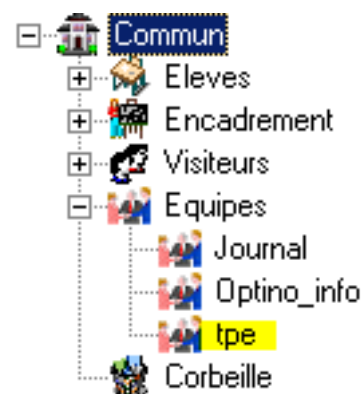 Commun
Eleves
Encadrement
Visiteurs
Equipes
Journal
Optino_info
tpe
Corbeille